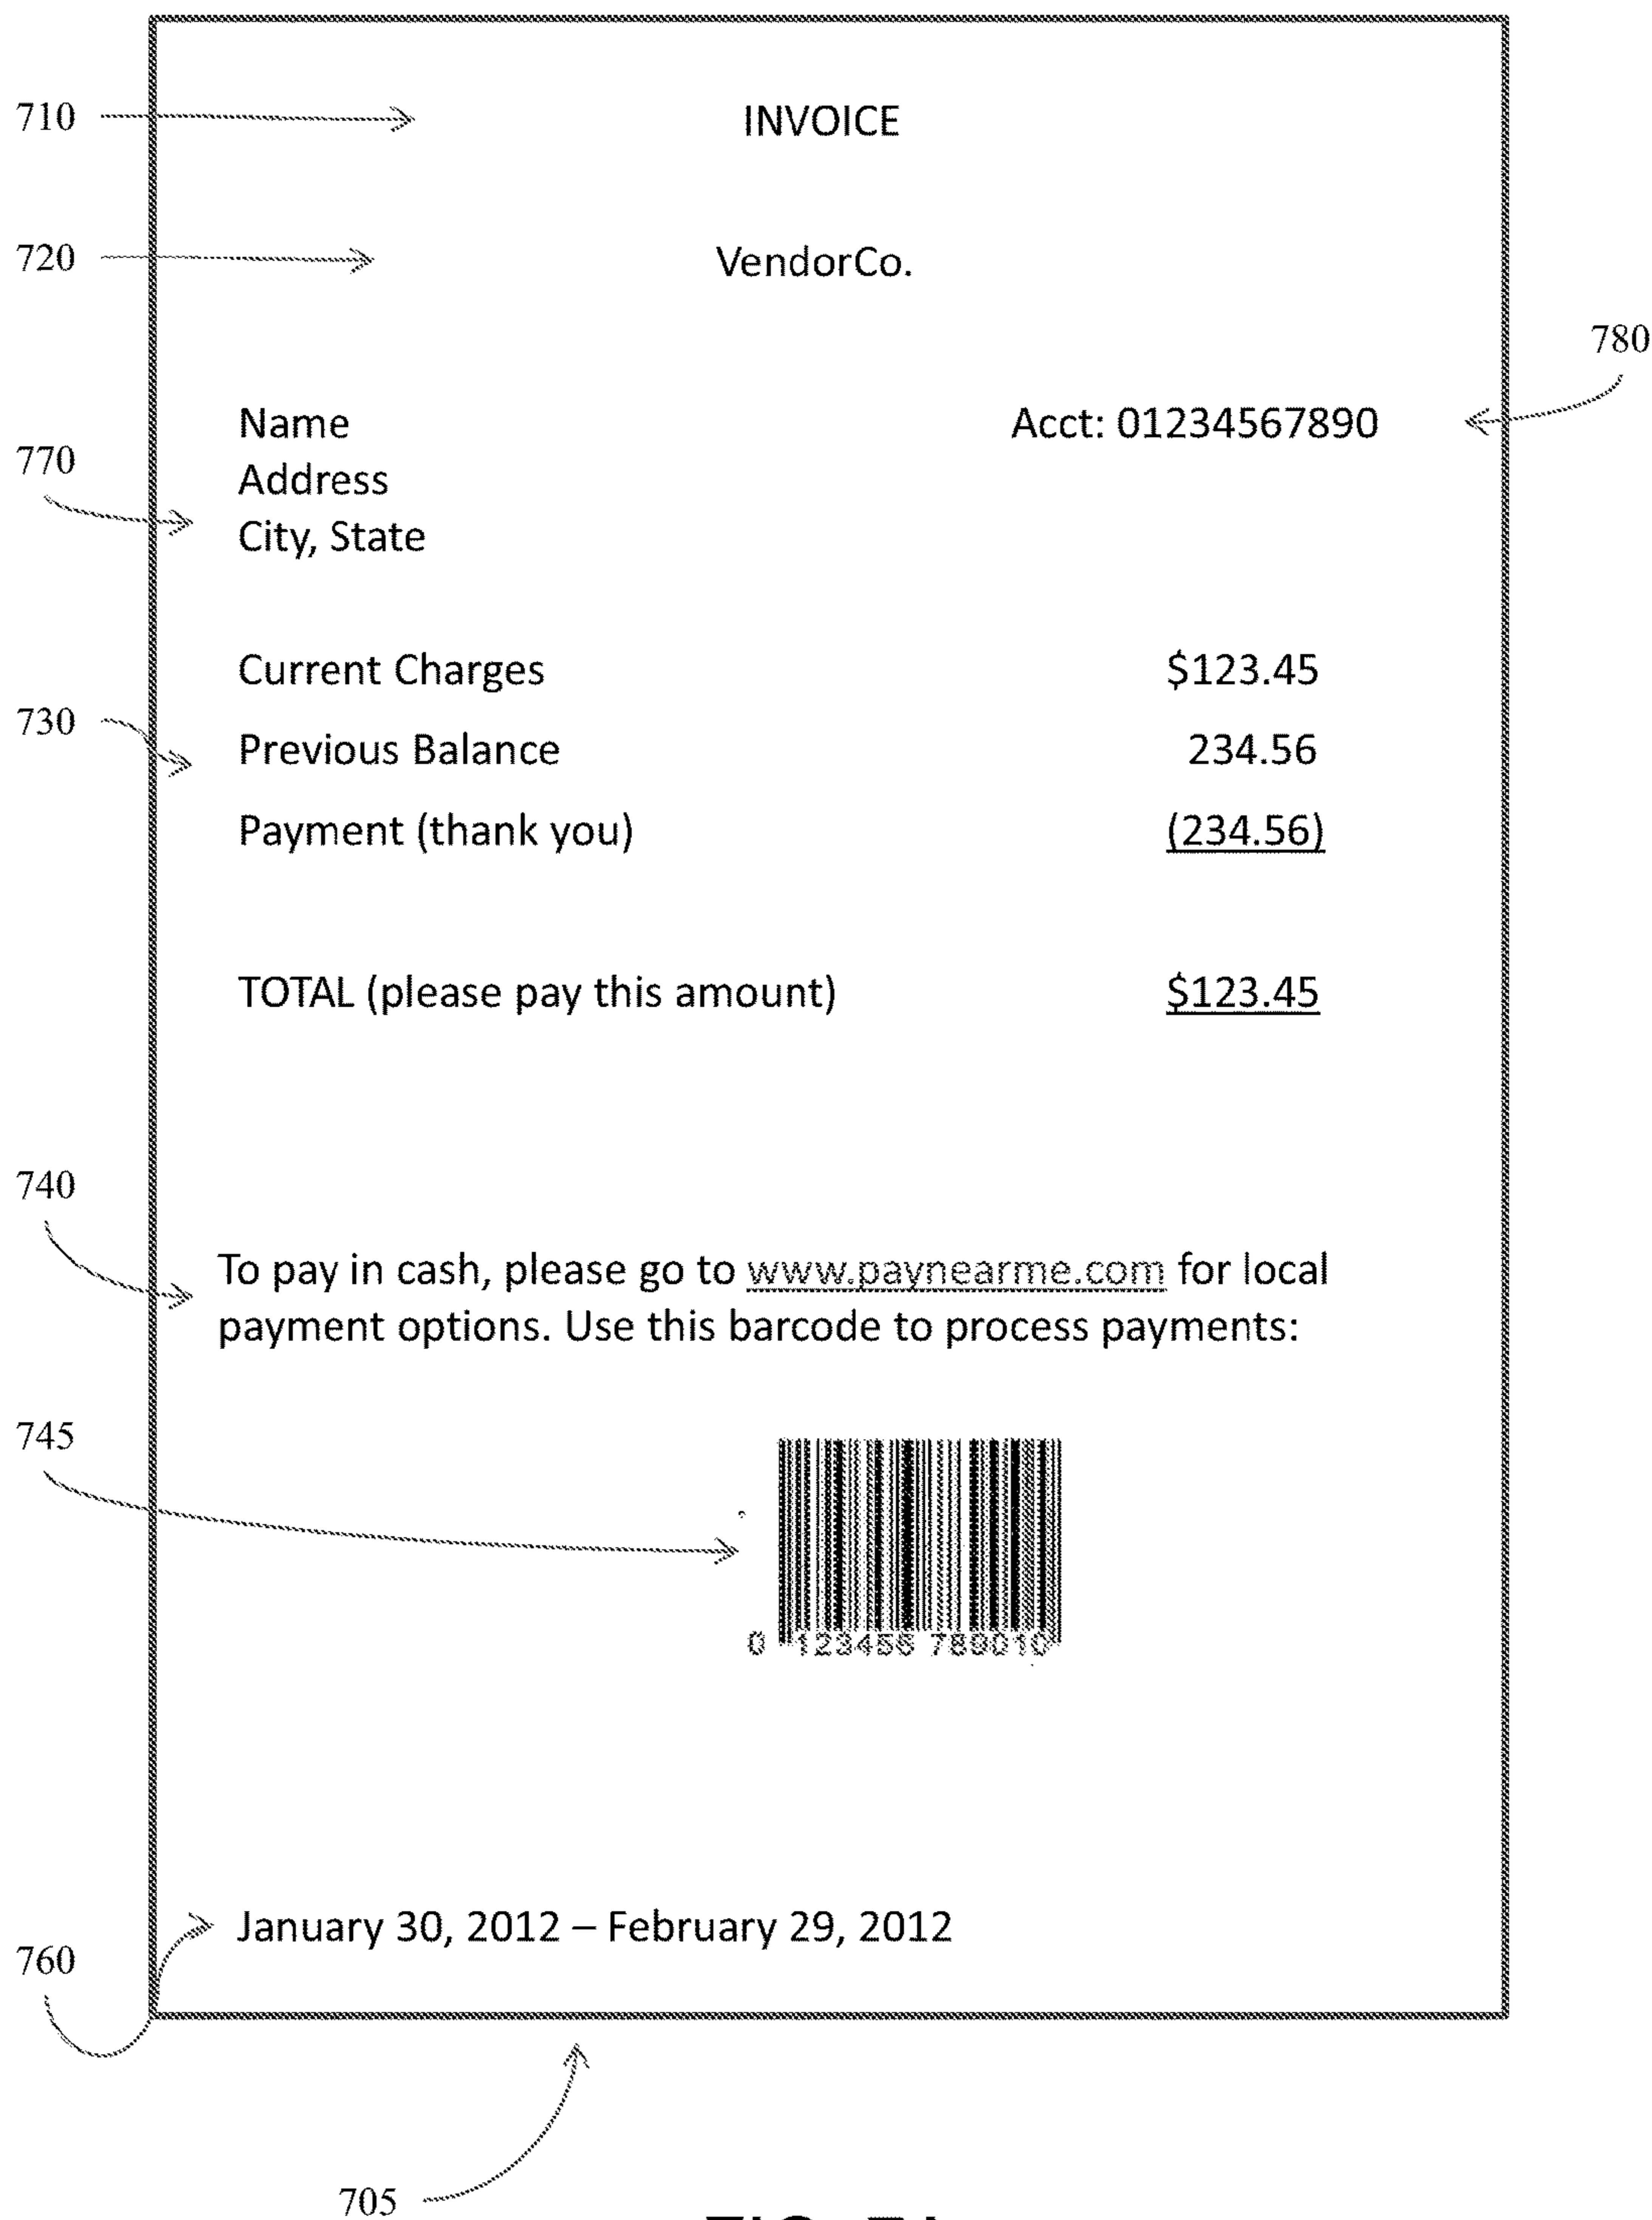 710
INVOICE
720
VendorCo.
780
Name
Acct: 01234567890
770
Address
City, State
Current Charges $123.45
730
Previous Balance 234.56
Payment (thank you) (234.56)
TOTAL (please pay this amount) $123.45
740
To pay in cash, please go to www.paynearme.com for local
payment options. Use this barcode to process payments:
745
0 123456 789010
January 30, 2012 – February 29, 2012
760
705